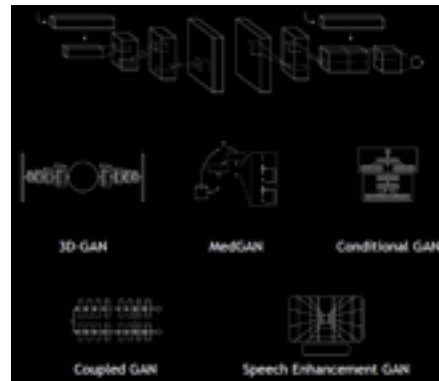 3D GAN
MedGAN
Conditional GAN
Coupled GAN
Speech Enhancement GAN